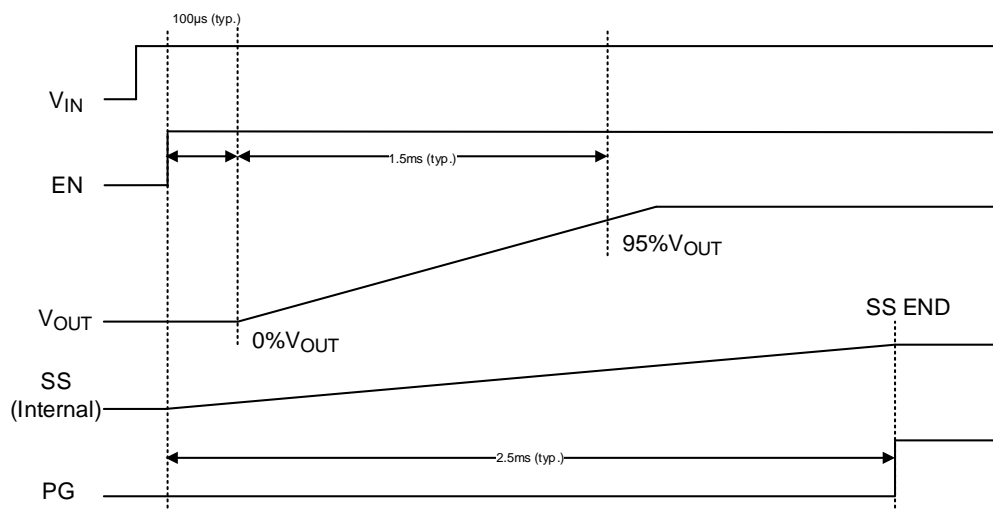 100µs (typ.)
VIN
EN
1.5ms (typ.)
95%VOUT
VOUT
0%VOUT
SS END
SS
(Internal)
2.5ms (typ.)
PG